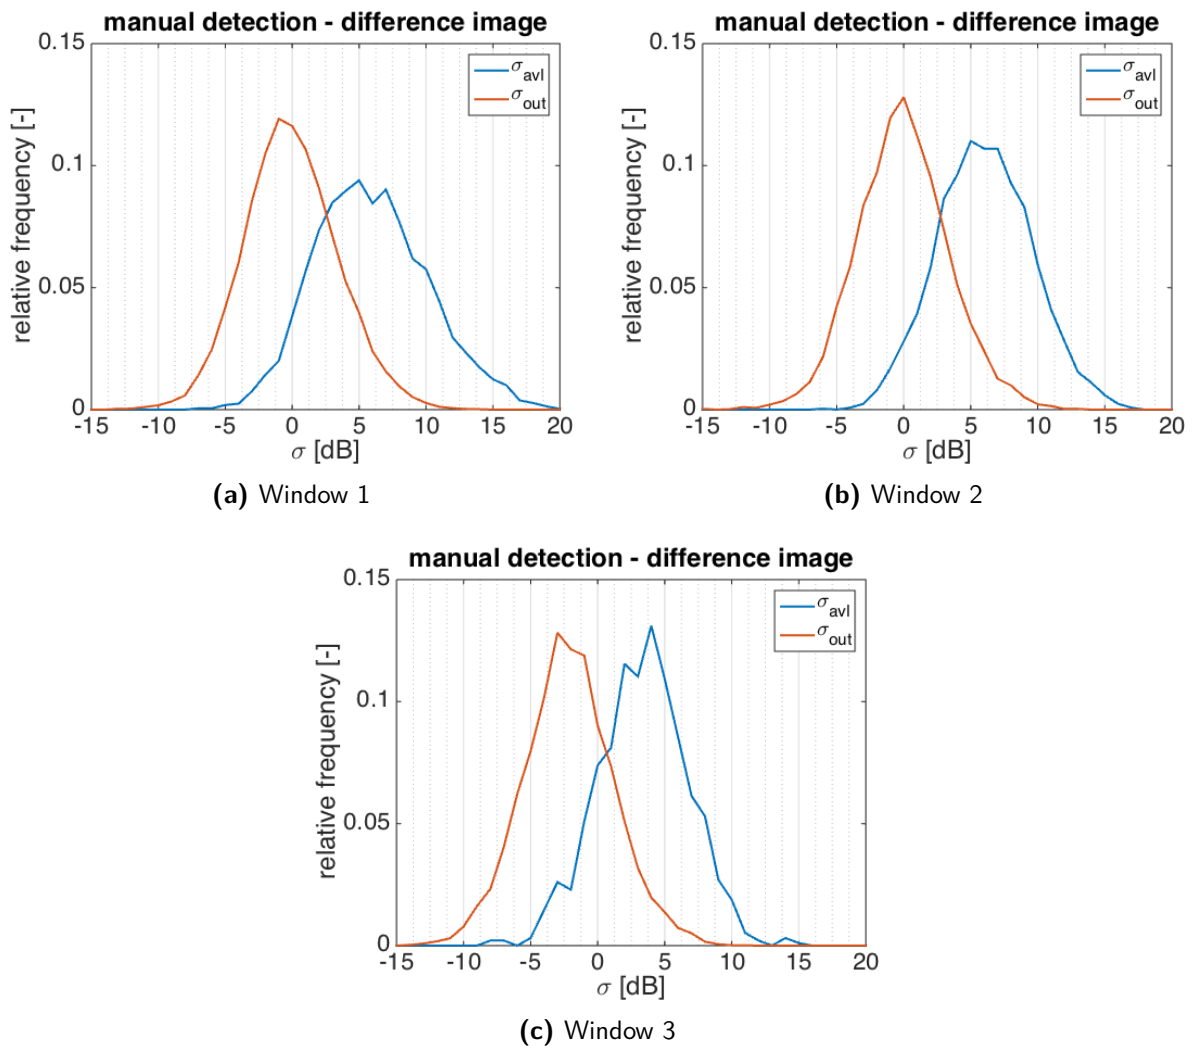 manual detection - difference image
0.15
0.1
0.05
0
relative frequency [-]
σavl
σout
-15 -10 -5 0 5 10 15 20
σ [dB]
(a) Window 1
manual detection - difference image
0.15
0.1
0.05
0
relative frequency [-]
σavl
σout
-15 -10 -5 0 5 10 15 20
σ [dB]
(b) Window 2
manual detection - difference image
0.15
0.1
0.05
0
relative frequency [-]
σavl
σout
-15 -10 -5 0 5 10 15 20
σ [dB]
(c) Window 3